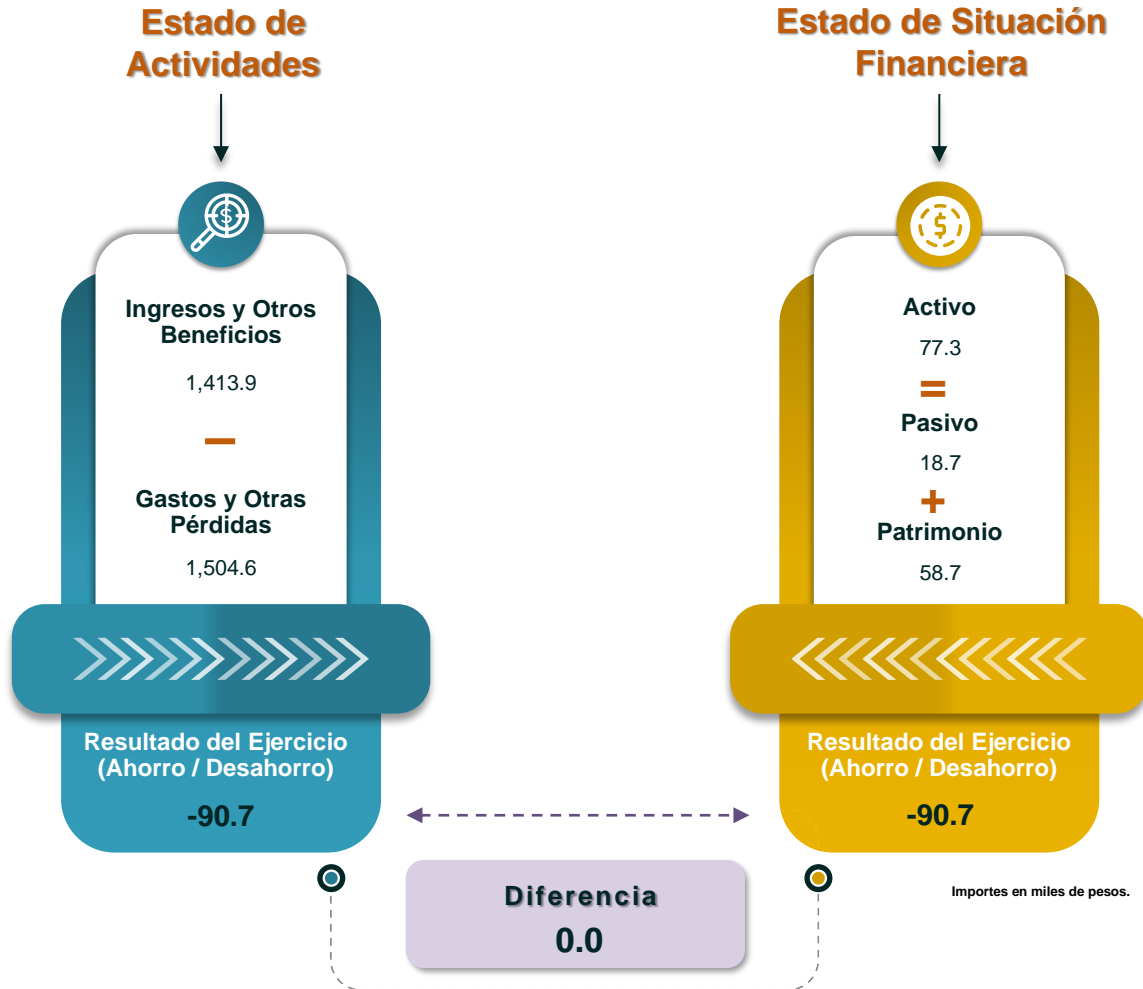 Estado de
Actividades
Ingresos y Otros
Beneficios
1,413.9
–
Gastos y Otras
Pérdidas
1,504.6
Resultado del Ejercicio
(Ahorro / Desahorro)
-90.7
Estado de Situación
Financiera
Activo
77.3
=
Pasivo
18.7
+
Patrimonio
58.7
Resultado del Ejercicio
(Ahorro / Desahorro)
-90.7
Diferencia
0.0
Importes en miles de pesos.